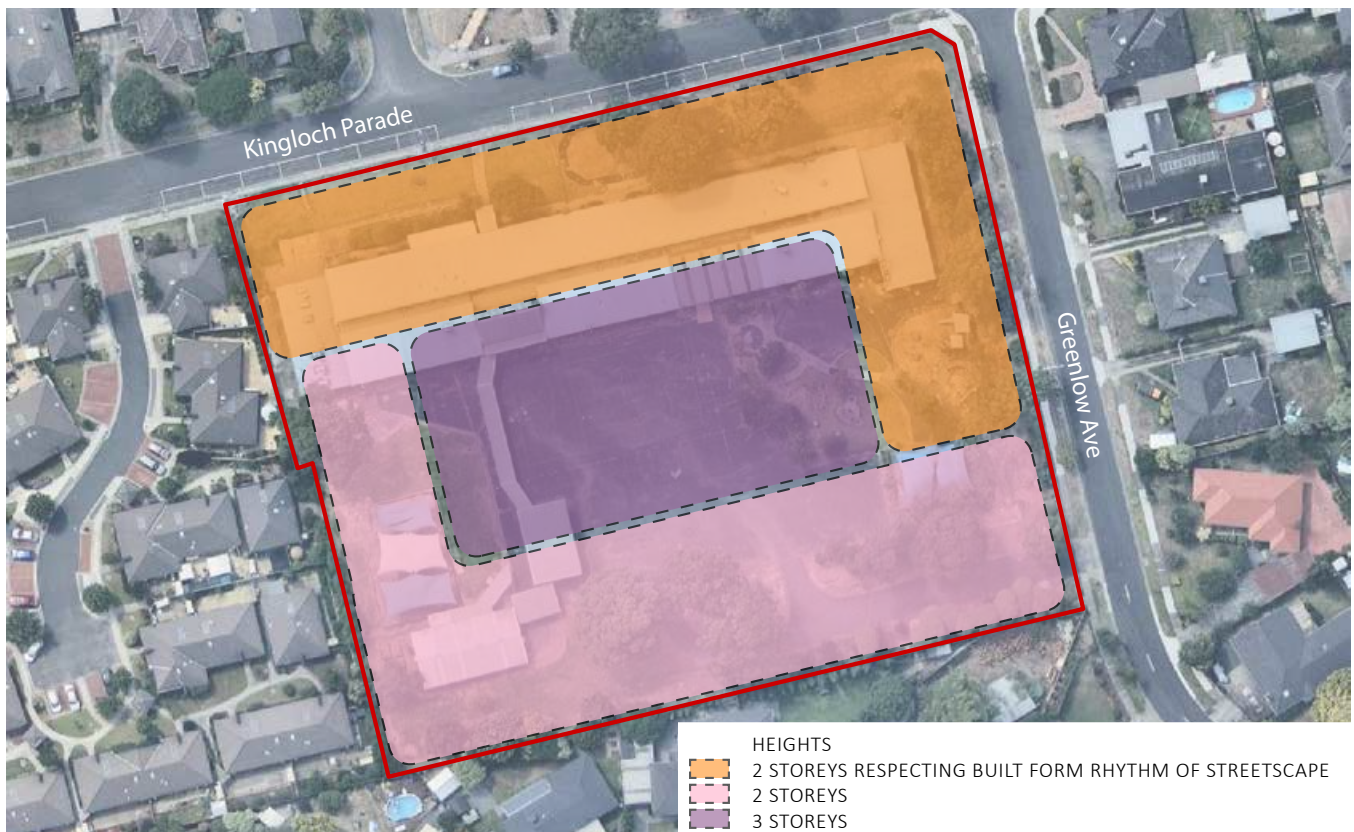 Kingloch Parade
Greenlow Ave
HEIGHTS
2 STOREYS RESPECTING BUILT FORM RHYTHM OF STREETSCAPE
2 STOREYS
3 STOREYS